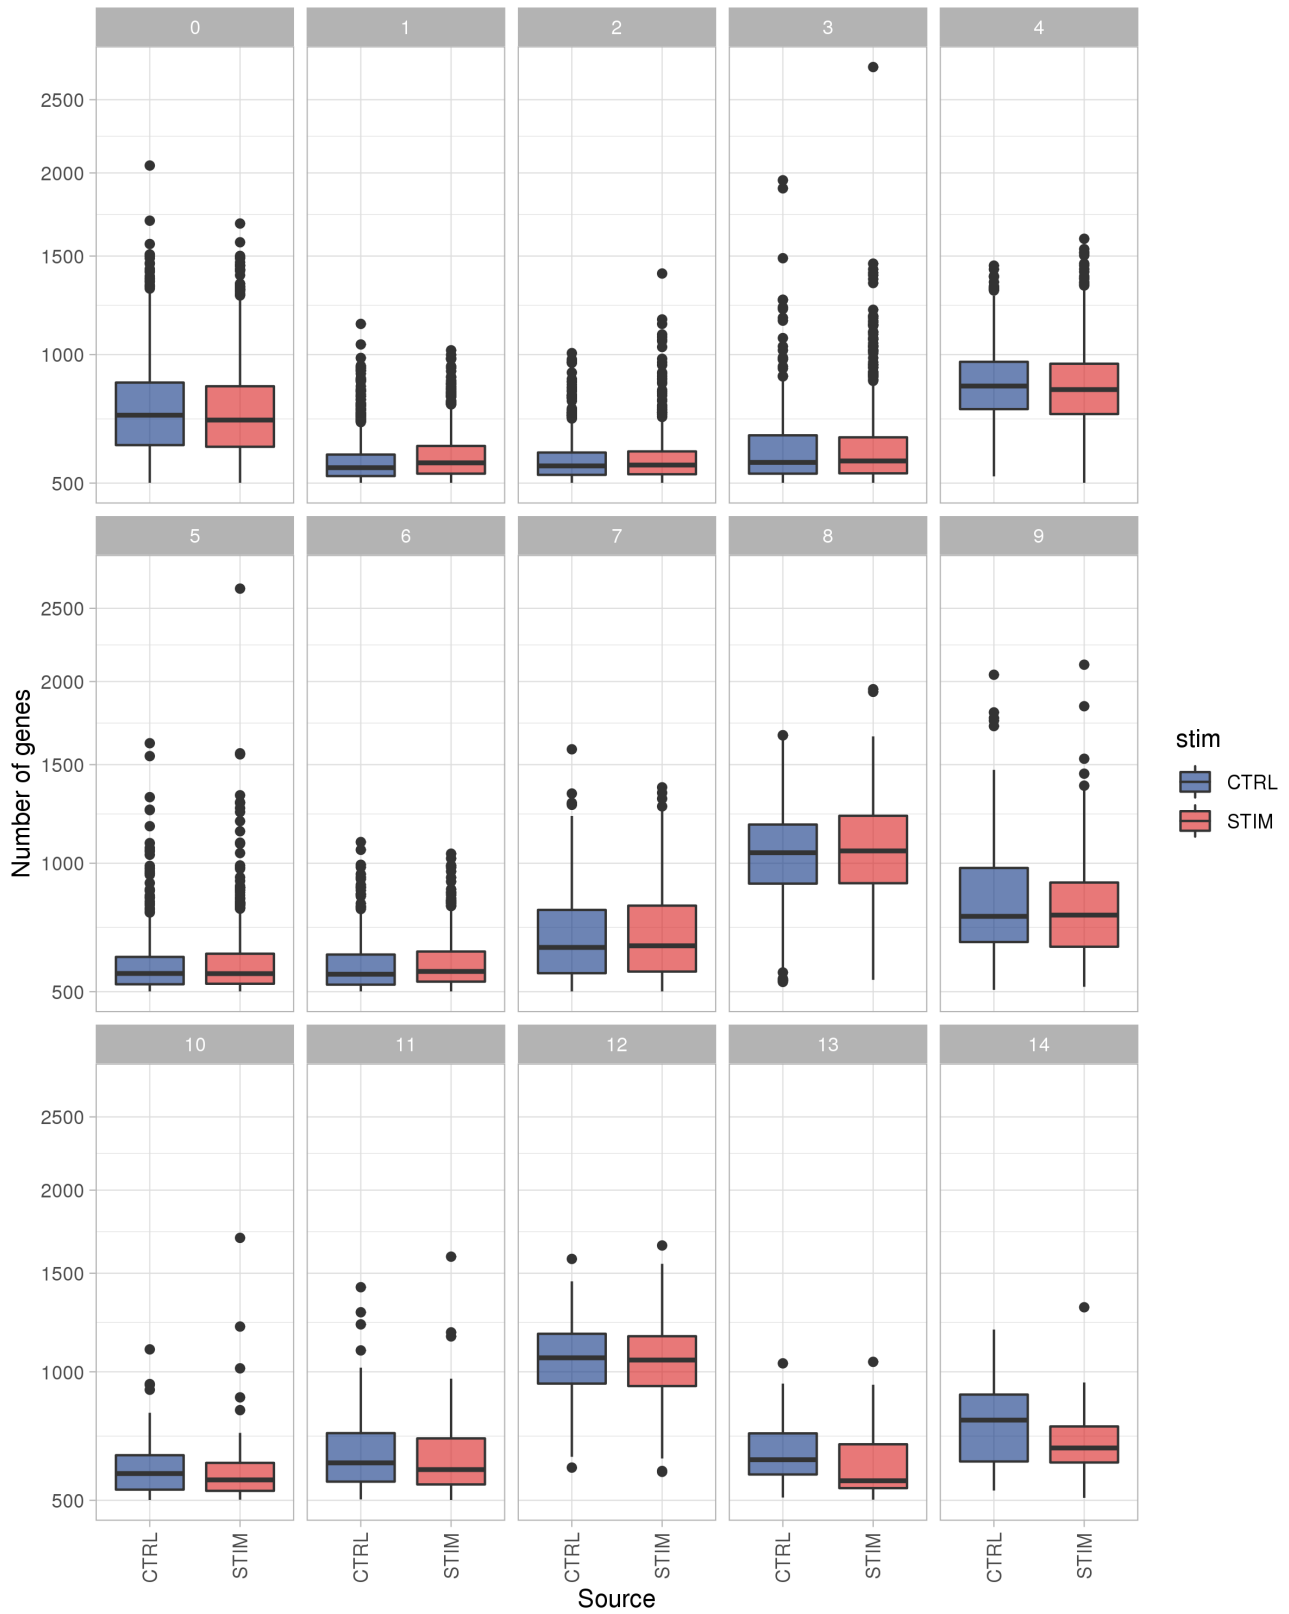 0 1 2 3 4
2500
2000
1500
1000
500
5 6 7 8 9
2500
2000
1500
1000
500
10 11 12 13 14
2500
2000
1500
1000
500
Number of genes
CTRL STIM CTRL STIM CTRL STIM CTRL STIM CTRL STIM
Source
stim
CTRL
STIM